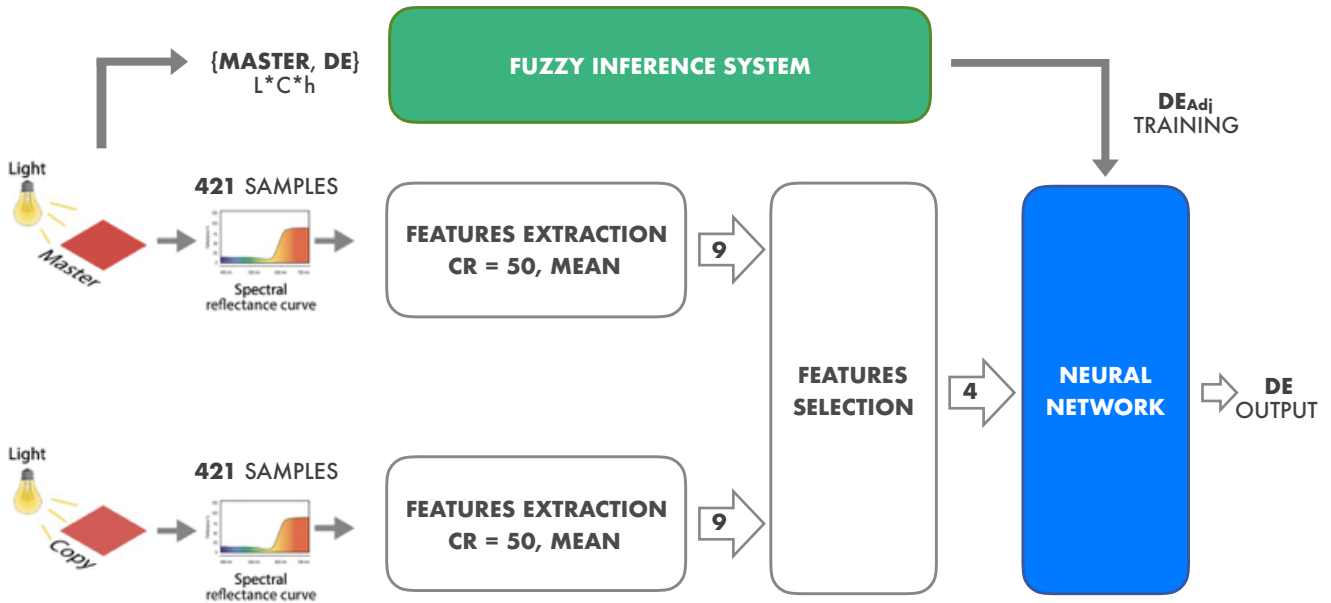 {MASTER, DE}
L*C*h
FUZZY INFERENCE SYSTEM
DEAdj
TRAINING
Light
Master
421 SAMPLES
Spectral
reflectance curve
FEATURES EXTRACTION
CR = 50, MEAN
9
FEATURES
SELECTION
4
NEURAL
NETWORK
DE
OUTPUT
Light
Copy
421 SAMPLES
Spectral
reflectance curve
FEATURES EXTRACTION
CR = 50, MEAN
9